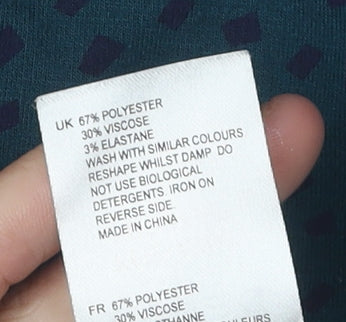 UK 67% POLYESTER
30% VISCOSE
3% ELASTANE
WASH WITH SIMILAR COLOURS
RESHAPE WHILST DAMP DO
NOT USE BIOLOGICAL
DETERGENTS IRON ON
REVERSE SIDE
MADE IN CHINA
FR 67% POLYESTER
30% VISCOSE